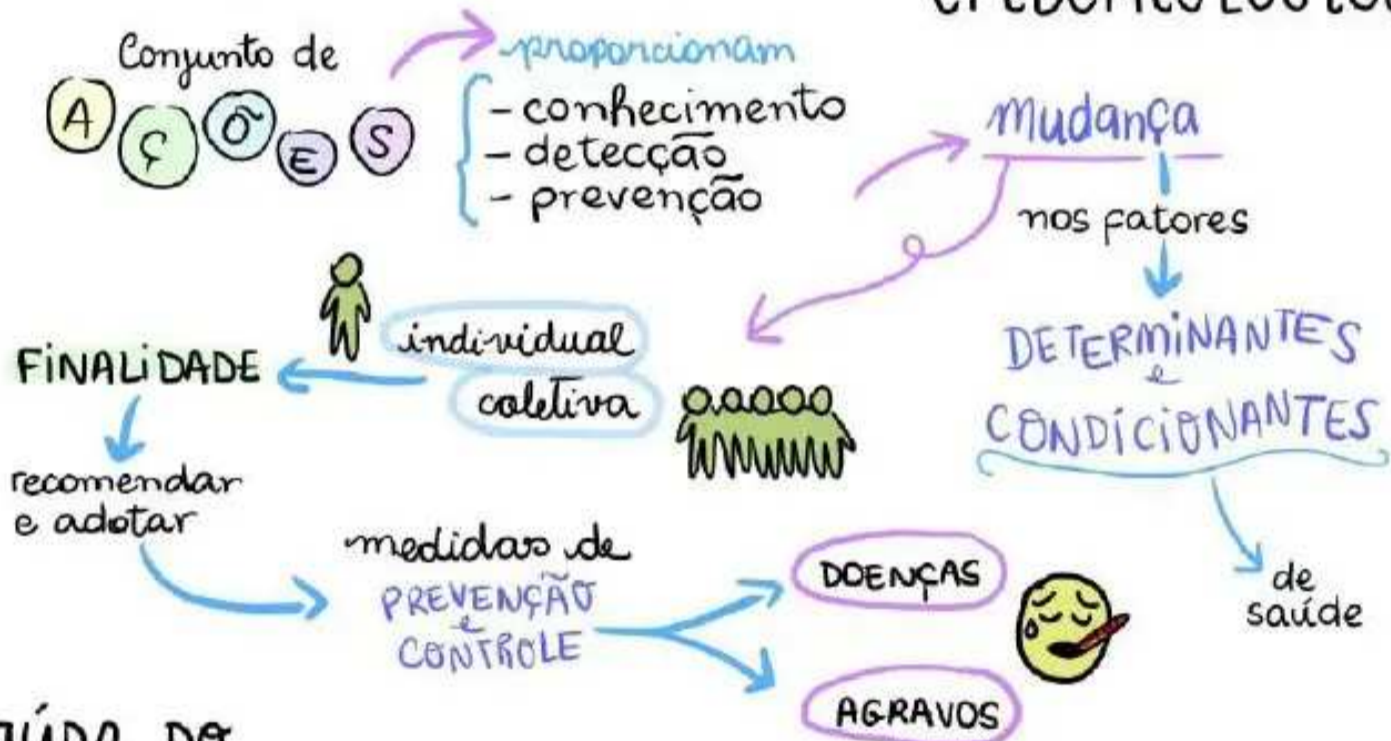 Conjunto de
AÇÕES
proporcionam
- conhecimento
- detecção
- prevenção
mudança
nos fatores
DETERMINANTES
e
CONDICIONANTES
de
saúde
individual
coletiva
FINALIDADE
recomendar
e adotar
medidas de
PREVENÇÃO
e
CONTROLE
DOENÇAS
AGRAVOS